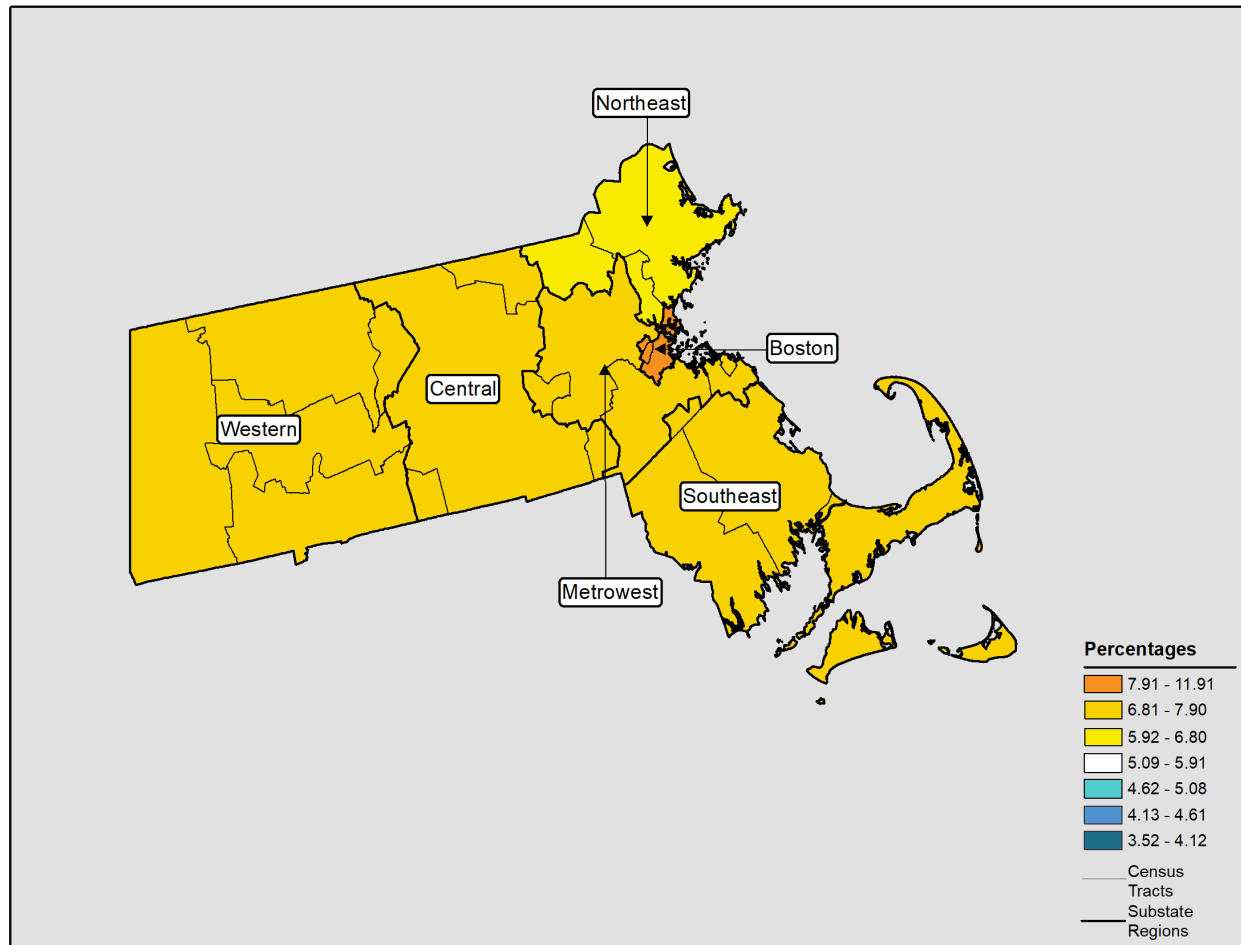 Northeast
Boston
Central
Western
Southeast
Metrowest
Percentages
7.91 - 11.91
6.81 - 7.90
5.92 - 6.80
5.09 - 5.91
4.62 - 5.08
4.13 - 4.61
3.52 - 4.12
Census
Tracts
Substate
Regions